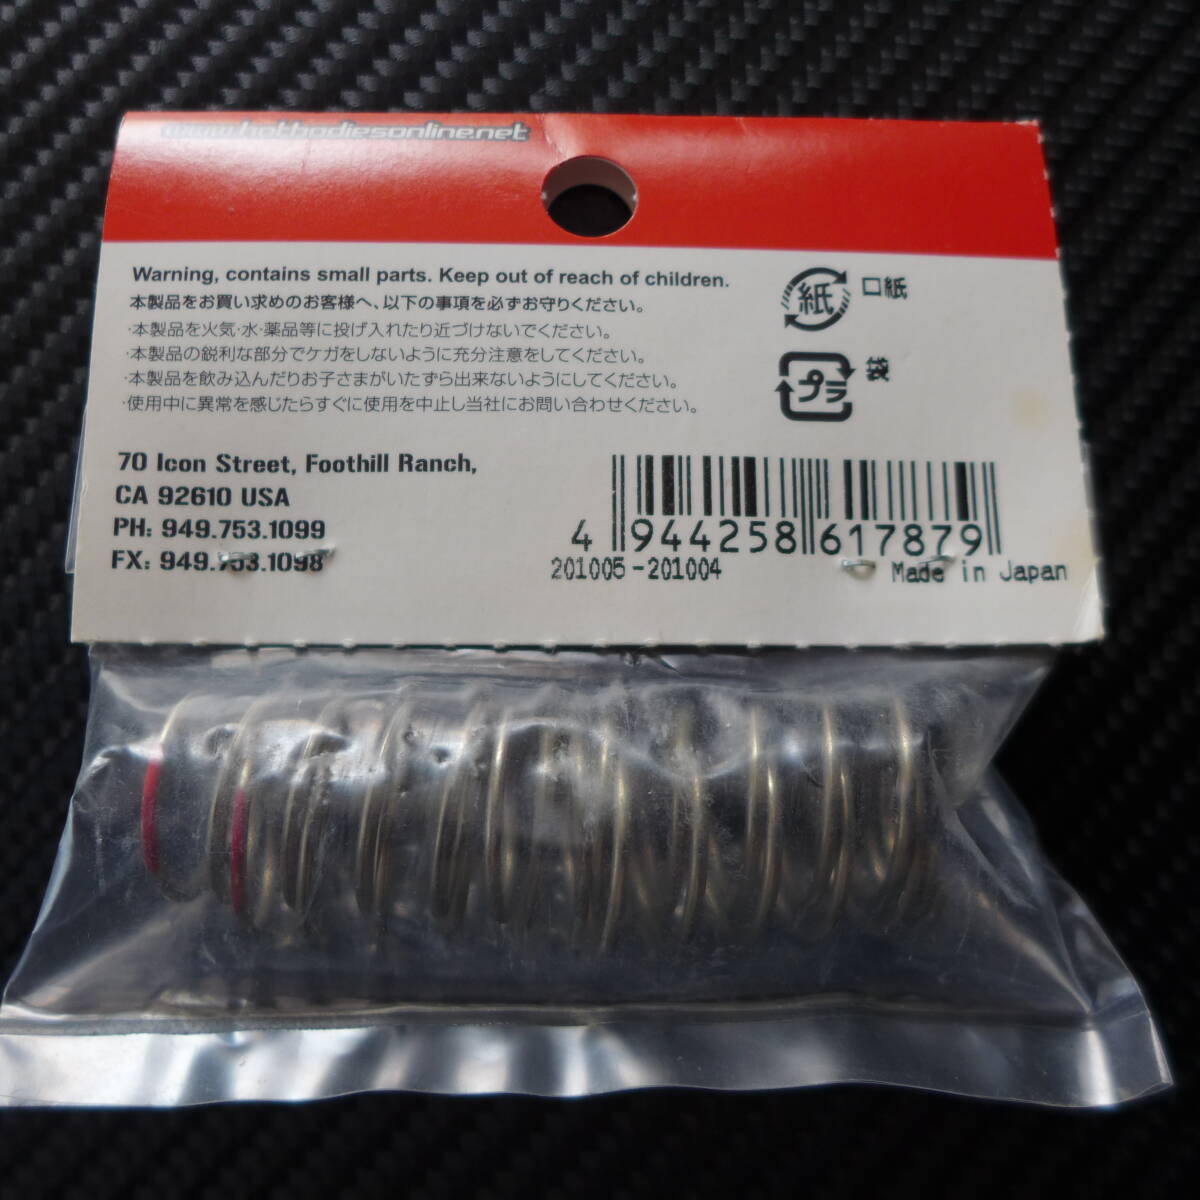 www.hotbodiesonline.net
Warning, contains small parts. Keep out of reach of children.
本製品をお買い求めのお客様へ、以下の事項を必ずお守りください。
・本製品を火気・水・薬品等に投げ入れたり近づけないでください。
・本製品の鋭利な部分でケガをしないように充分注意をしてください。
・本製品を飲み込んだりお子さまがいたずら出来ないようにしてください。
・使用中に異常を感じたらすぐに使用を中止し当社にお問い合わせください。
紙 口紙
プラ 袋
70 Icon Street, Foothill Ranch,
CA 92610 USA
PH: 949.753.1099
FX: 949.753.1098
4 944258 617879
201005-201004 Made in Japan